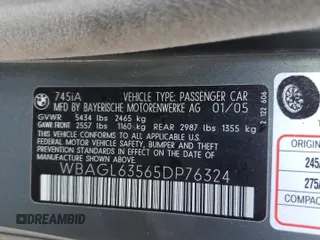 745iA VEHICLE TYPE: PASSENGER CAR
MFD BY BAYERISCHE MOTORENWERKE AG 01/05
GVWR 5434 lbs 2465 kg
GAWR FRONT 2557 lbs 1160 kg REAR 2987 lbs 1355 kg
THIS VEHICLE CONFORMS TO ALL APPLICABLE
FEDERAL MOTOR VEHICLE SAFETY, BUMPER
AND THEFT PREVENTION STANDARDS IN EFFECT
ON THE DATE OF MANUFACTURE SHOWN ABOVE.
WBAGL63565DP76324
2 122 606
ORIGIN
245/
275/
DREAMBID